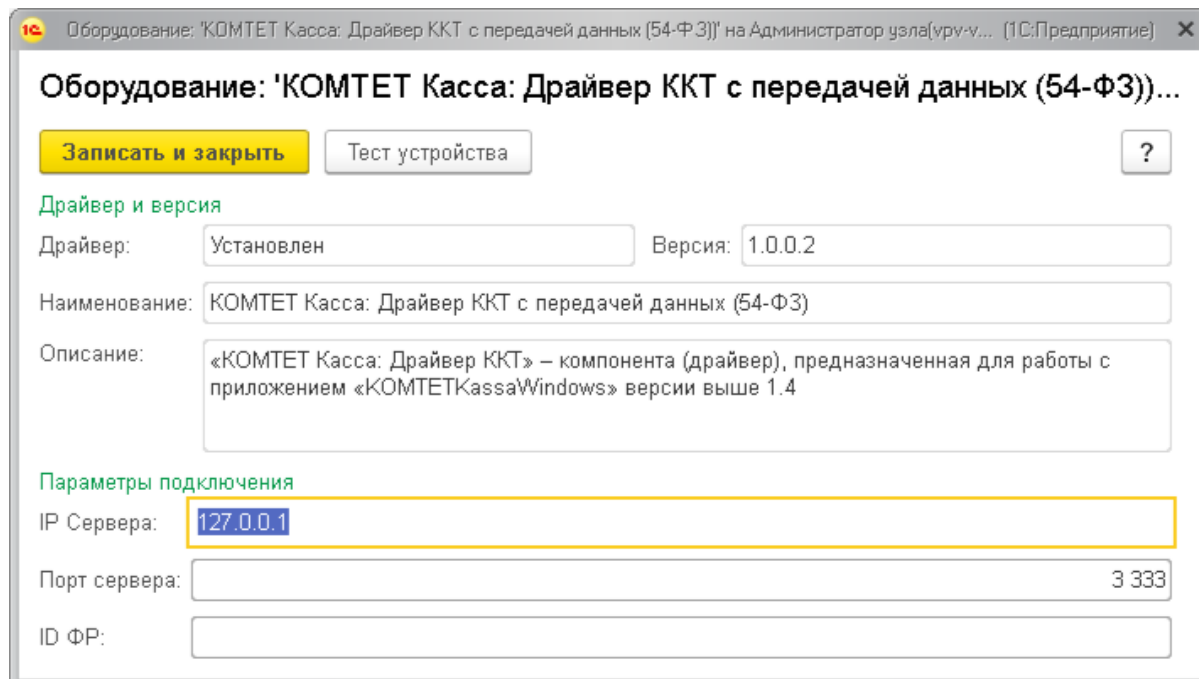 1С Оборудование: 'КОМТЕТ Касса: Драйвер ККТ с передачей данных (54-ФЗ))' на Администратор узла(vpv-v... (1С:Предприятие) ×
Оборудование: 'КОМТЕТ Касса: Драйвер ККТ с передачей данных (54-ФЗ))...
Записать и закрыть Тест устройства ?
Драйвер и версия
Драйвер: Установлен Версия: 1.0.0.2
Наименование: КОМТЕТ Касса: Драйвер ККТ с передачей данных (54-ФЗ)
Описание: «КОМТЕТ Касса: Драйвер ККТ» – компонента (драйвер), предназначенная для работы с
приложением «KOMTETKassaWindows» версии выше 1.4
Параметры подключения
IP Сервера: 127.0.0.1
Порт сервера: 3 333
ID ФР: